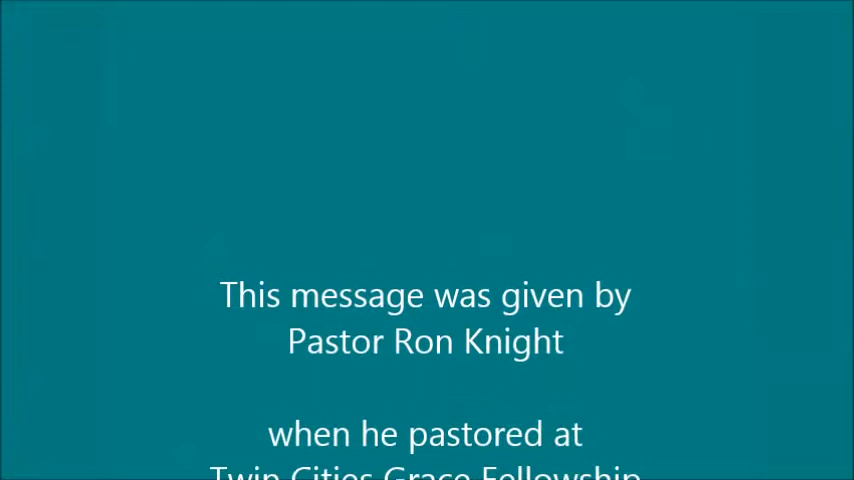 This message was given by
Pastor Ron Knight
when he pastored at
Twin Cities Grace Fellowship